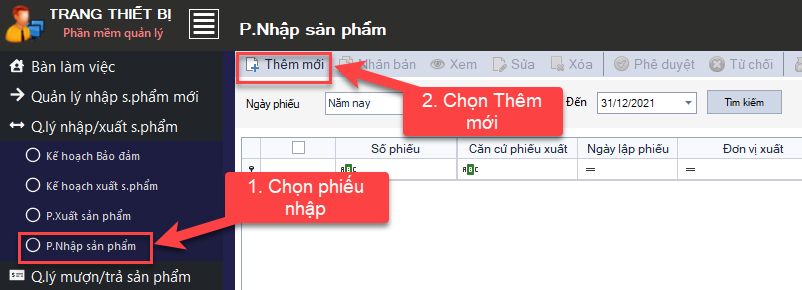 TRANG THIẾT BỊ
Phần mềm quản lý
P.Nhập sản phẩm
Thêm mới
Nhân bán
Xem
Sửa
Xóa
Phê duyệt
Từ chối
Bàn làm việc
Quản lý nhập s.phẩm mới
Q.lý nhập/xuất s.phẩm
Kế hoạch Bảo đảm
Kế hoạch xuất s.phẩm
P.Xuất sản phẩm
P.Nhập sản phẩm
Q.lý mượn/trả sản phẩm
Ngày phiếu
Năm nay
Đến
31/12/2021
Tìm kiếm
2. Chọn Thêm
mới
Số phiếu
Căn cứ phiếu xuất
Ngày lập phiếu
Đơn vị xuất
1. Chọn phiếu
nhập